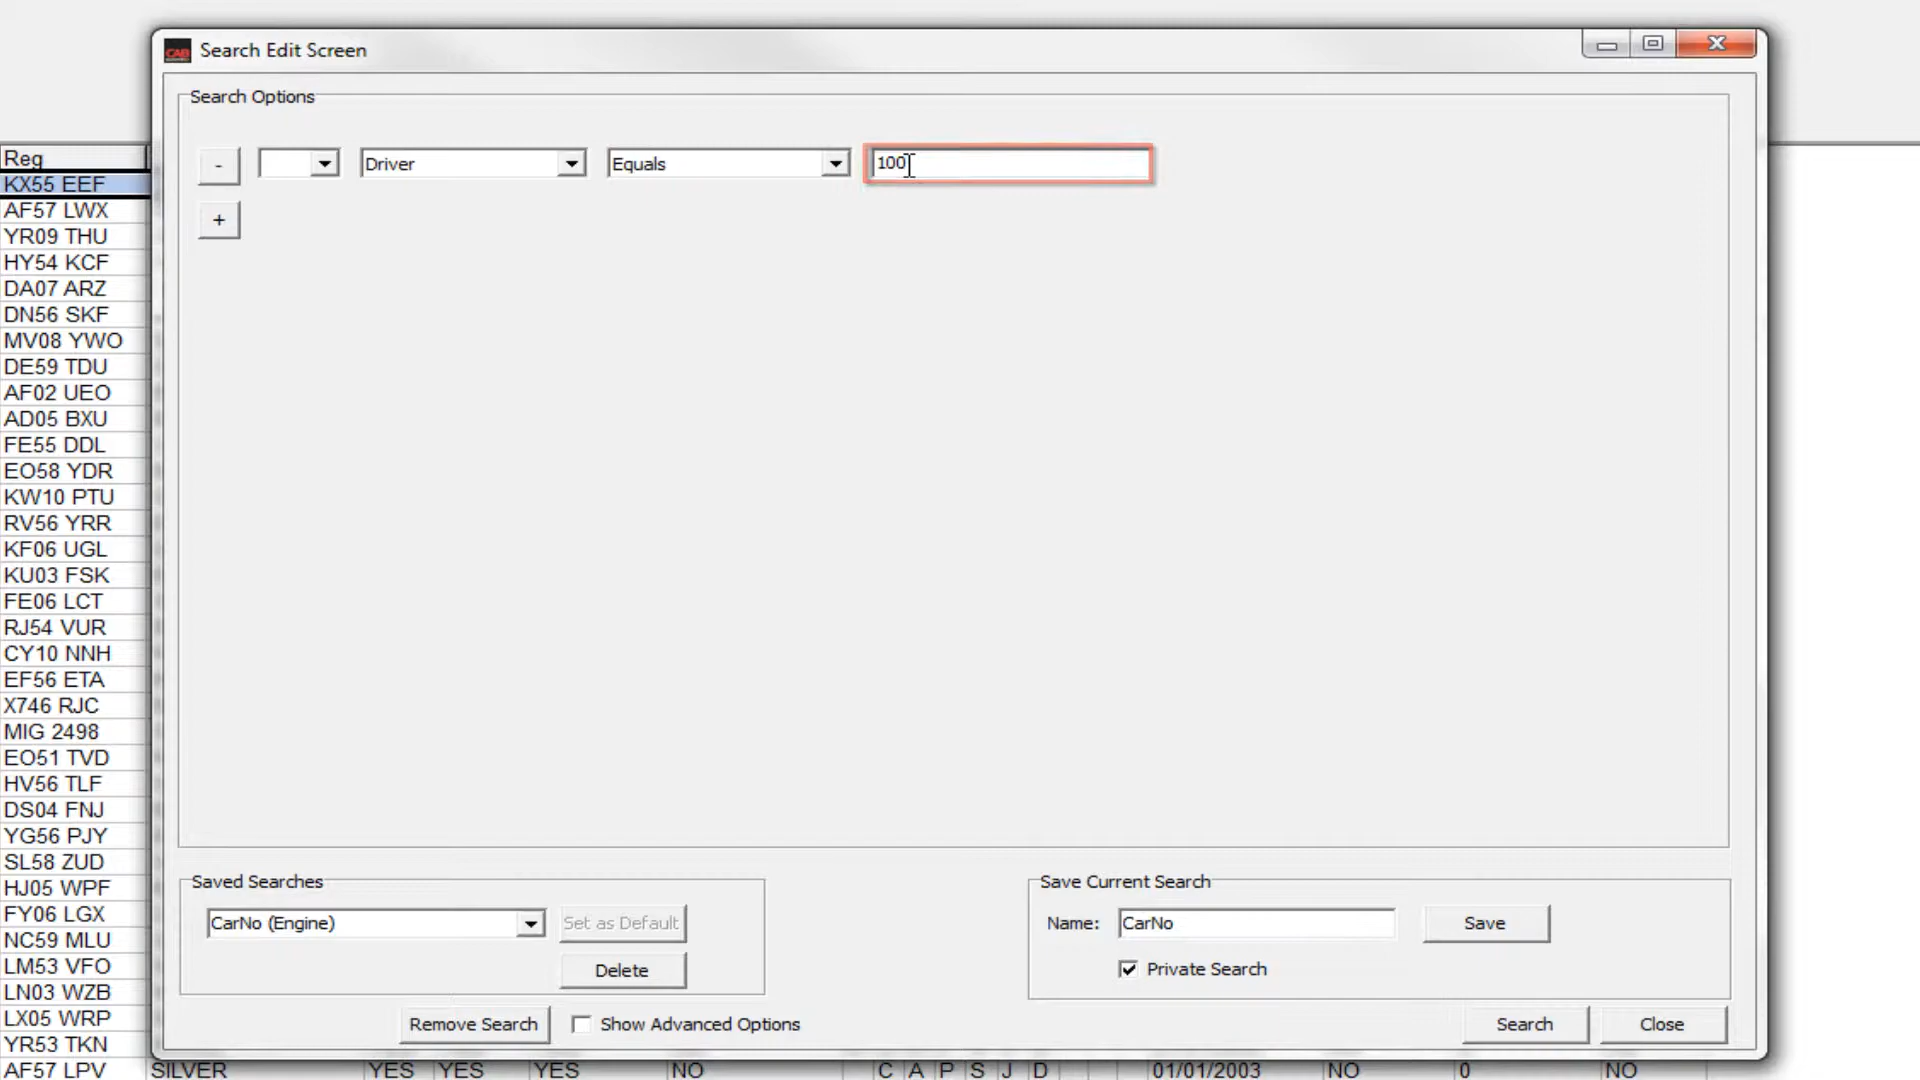 CAB
Search Edit Screen
Search Options
- Driver Equals 100
+
Reg
KX55 EEF
AF57 LWX
YR09 THU
HY54 KCF
DA07 ARZ
DN56 SKF
MV08 YWO
DE59 TDU
AF02 UEO
AD05 BXU
FE55 DDL
EO58 YDR
KW10 PTU
RV56 YRR
KF06 UGL
KU03 FSK
FE06 LCT
RJ54 VUR
CY10 NNH
EF56 ETA
X746 RJC
MIG 2498
EO51 TVD
HV56 TLF
DS04 FNJ
YG56 PJY
SL58 ZUD
HJ05 WPF
FY06 LGX
NC59 MLU
LM53 VFO
LN03 WZB
LX05 WRP
YR53 TKN
AF57 LPV SILVER YES YES YES NO C A P S J D 01/01/2003 NO 0 NO
Saved Searches
CarNo (Engine) Set as Default
Delete
Save Current Search
Name: CarNo Save
Private Search
Remove Search Show Advanced Options Search Close